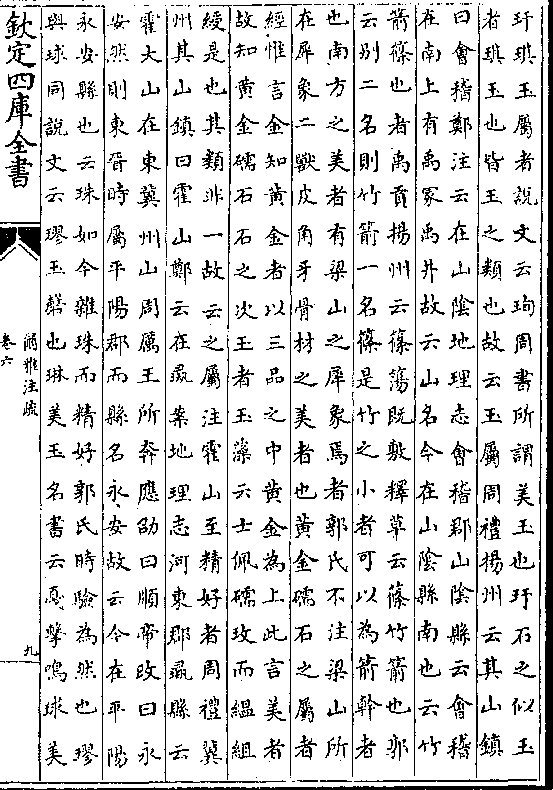 玗琪玉屬者說文云珣周書所謂美玉也玗石之似玉
者琪玉也皆玉之類也故云玉屬周禮揚州云其山鎮
曰會稽鄭注云在山陰地理志會稽郡山陰縣云會稽
在南上有禹冢禹井故云山名今在山陰縣南也云竹
箭篠也者禹貢揚州云篠簜既敷釋草云篠竹箭也郭
云别二名則竹箭一名篠是竹之小者可以為箭幹者
也南方之美者有梁山之犀象焉者郭氏不注梁山所
在犀象二獸皮角牙骨材之美者也黃金礝石之屬者
經惟言金知黃金者以三品之中黃金為上此言美者
故知黃金礝石石之次玉者玉藻云士佩礝玫而緼組
綬是也其類非一故云之屬注霍山至精好者周禮冀
州其山鎮曰霍山鄭云在彘案地理志河東郡彘縣云
霍大山在東冀州山周厲王所奔應劭曰順帝改曰永
安然則東晉時屬平陽郡而縣名永安故云今在平陽
永安縣也云珠如今雜珠而精好郭氏時驗為然也璆
與球同說文云璆玉磬也琳美玉名書云戛擊鳴球美
欽定四庫全書
爾雅注疏
卷六
九